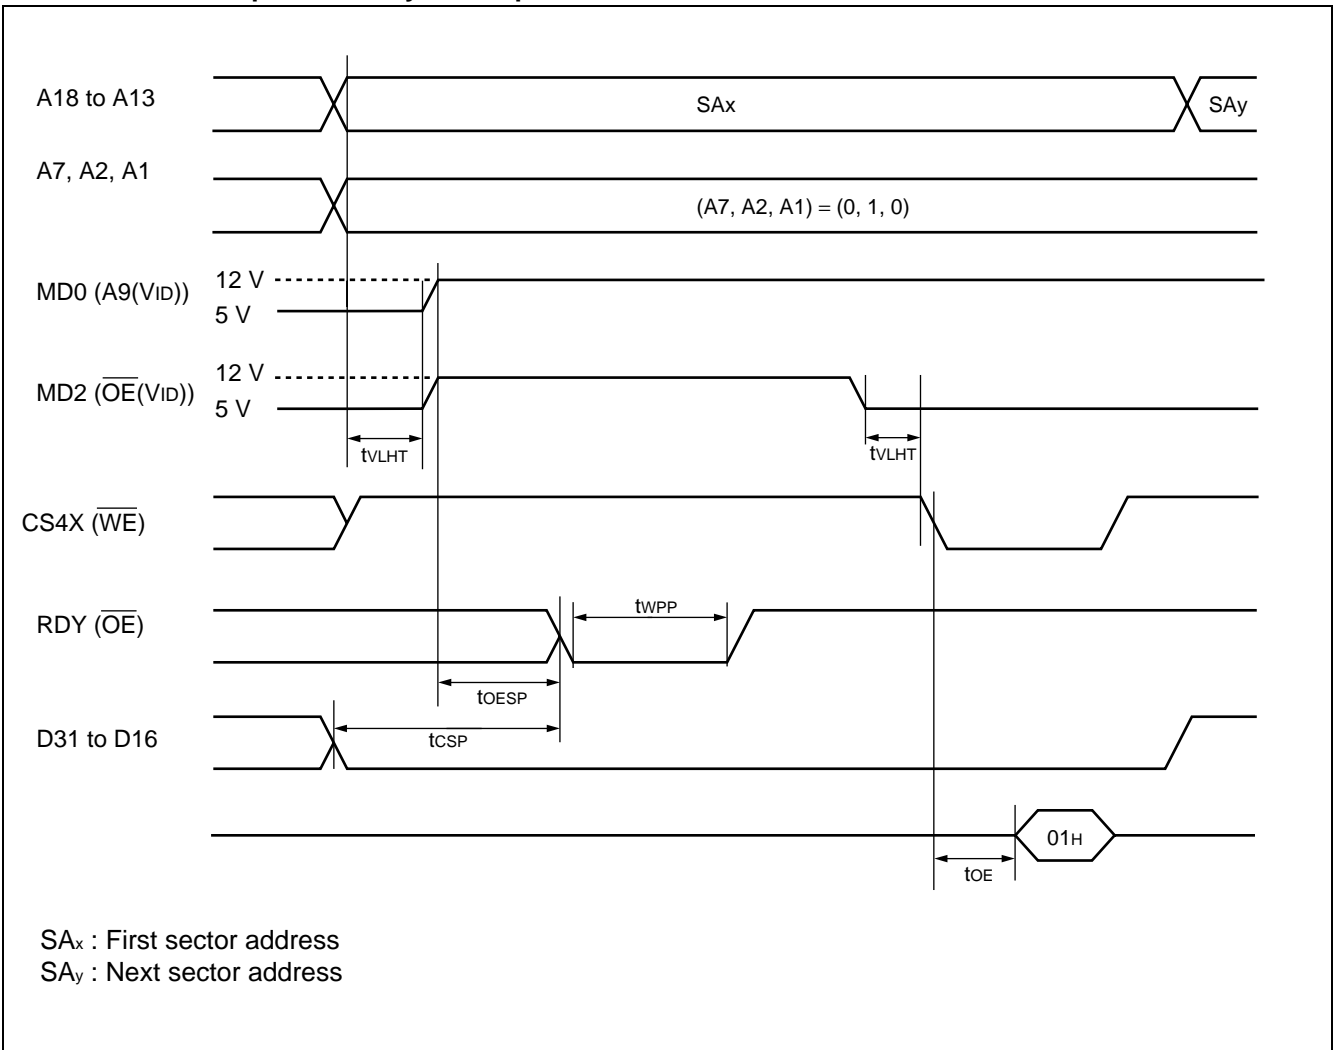 A18 to A13
SAx
SAy
A7, A2, A1
(A7, A2, A1) = (0, 1, 0)
MD0 (A9(VID))
12 V
5 V
MD2 (OE(VID))
12 V
5 V
tVLHT
tVLHT
CS4X (WE)
RDY (OE)
tWPP
tOESP
D31 to D16
tCSP
01H
tOE
SAx : First sector address
SAy : Next sector address